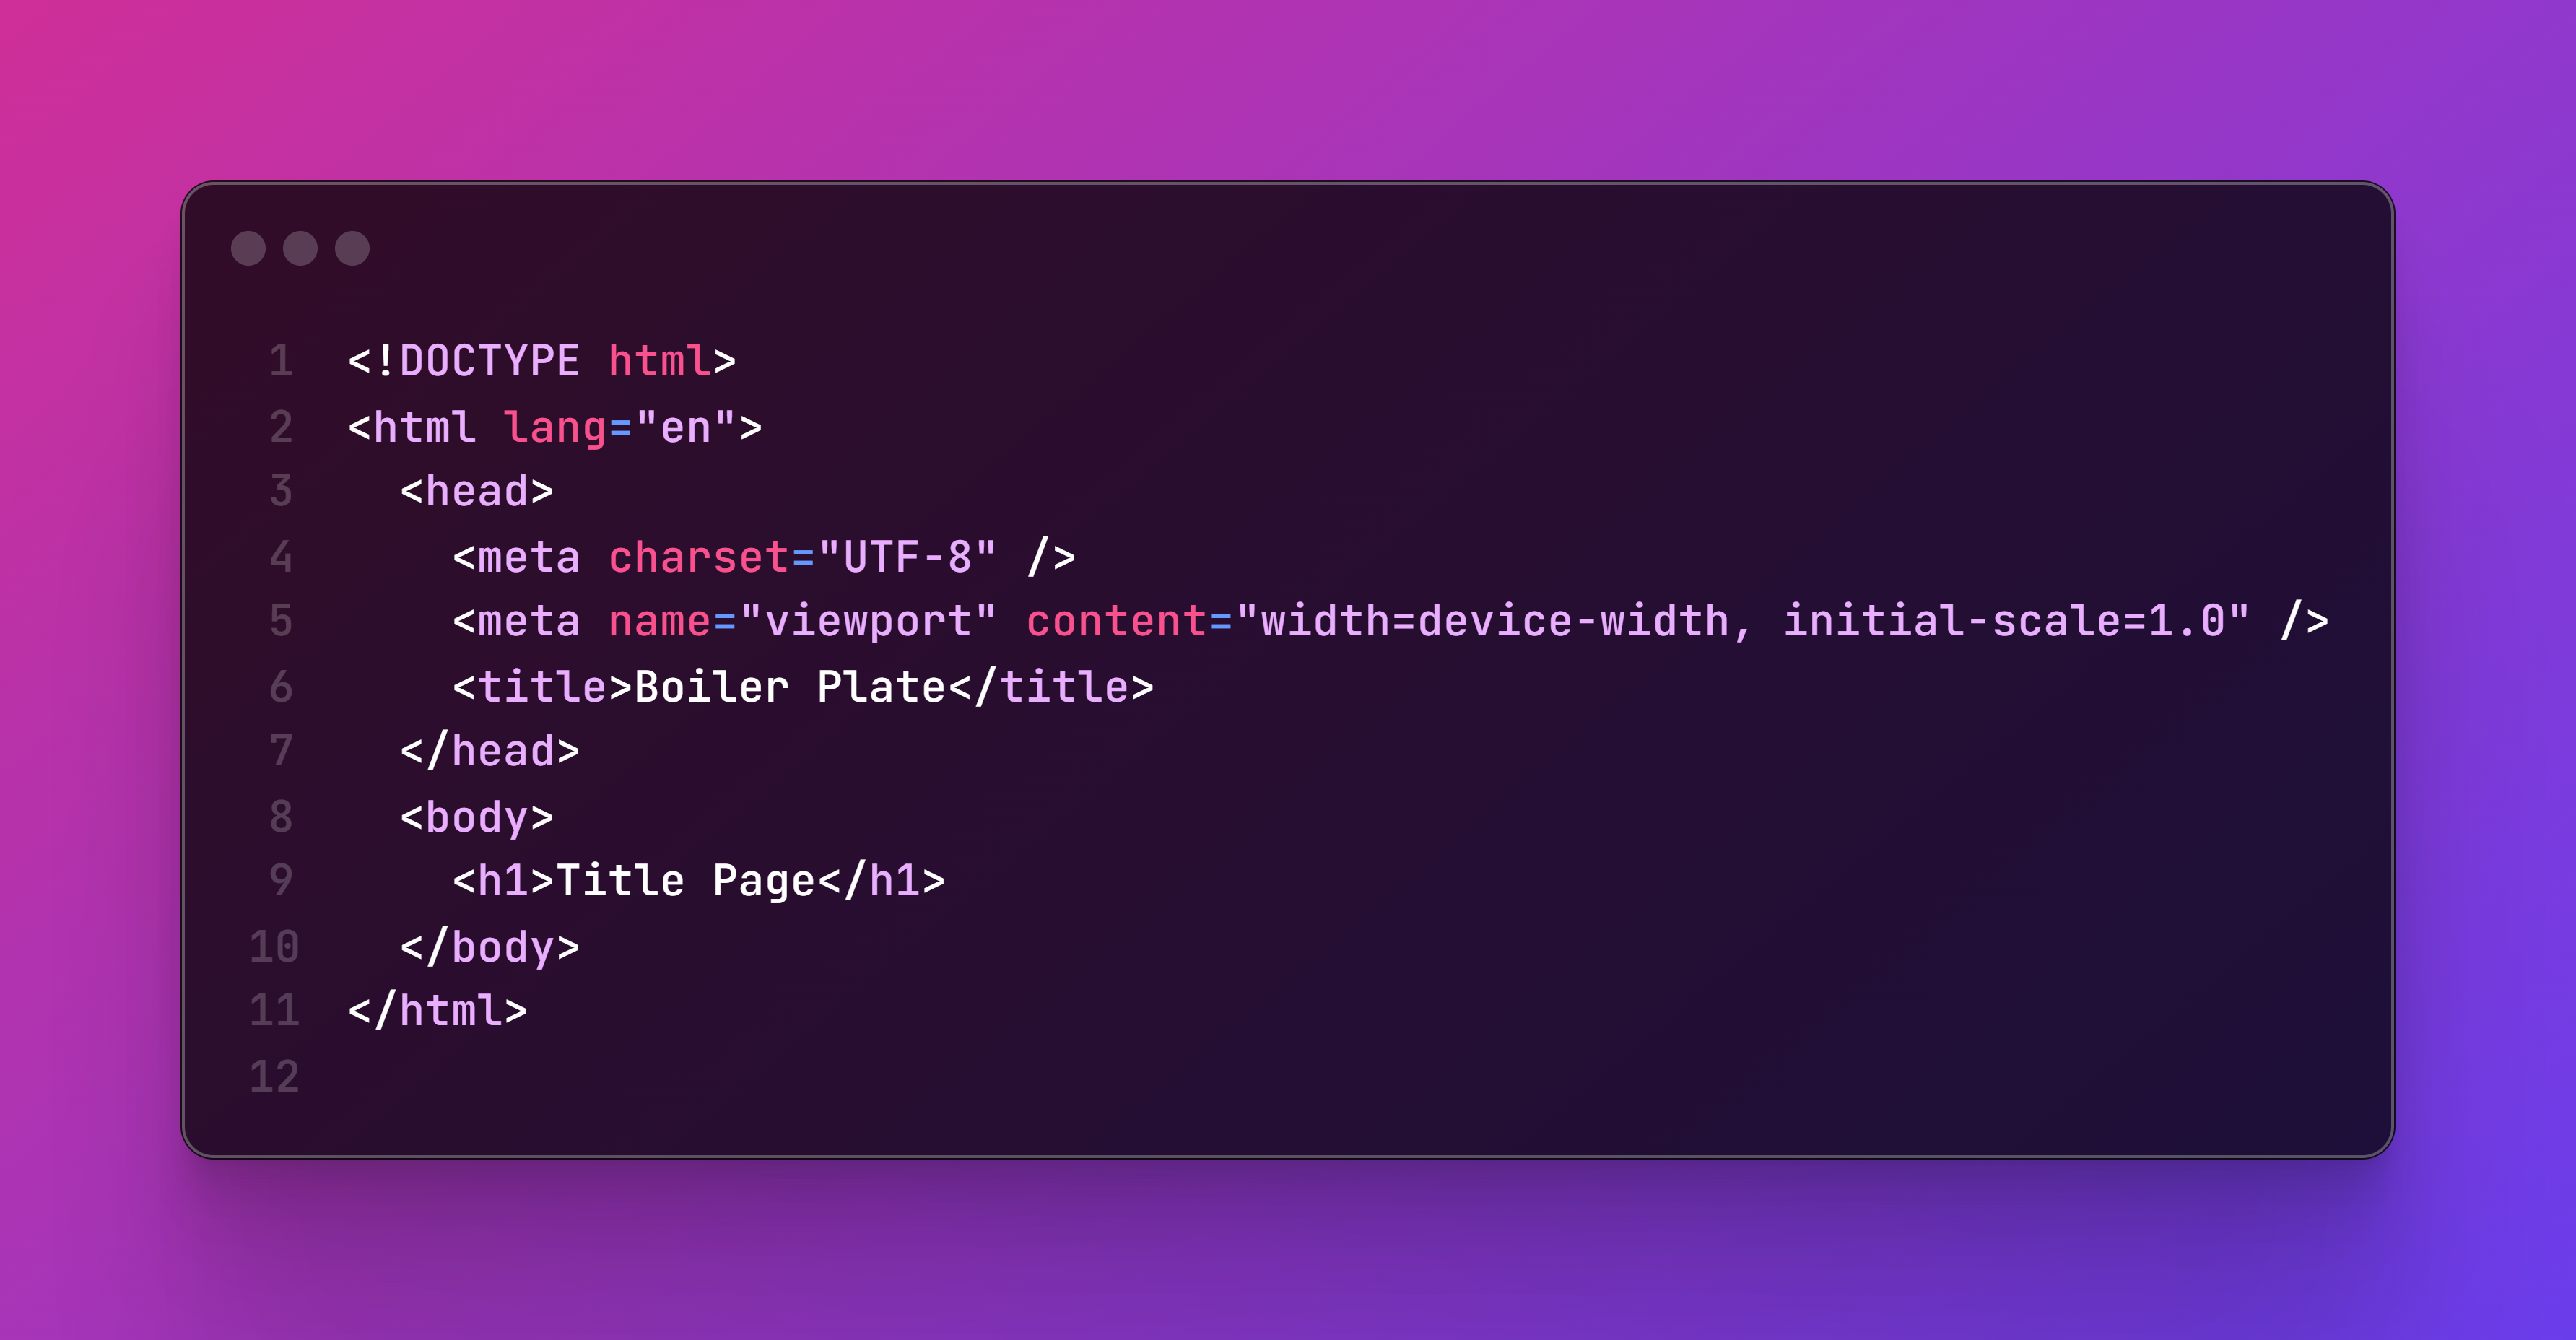 1 <!DOCTYPE html>
2 <html lang="en">
3   <head>
4     <meta charset="UTF-8" />
5     <meta name="viewport" content="width=device-width, initial-scale=1.0" />
6     <title>Boiler Plate</title>
7   </head>
8   <body>
9     <h1>Title Page</h1>
10   </body>
11 </html>
12